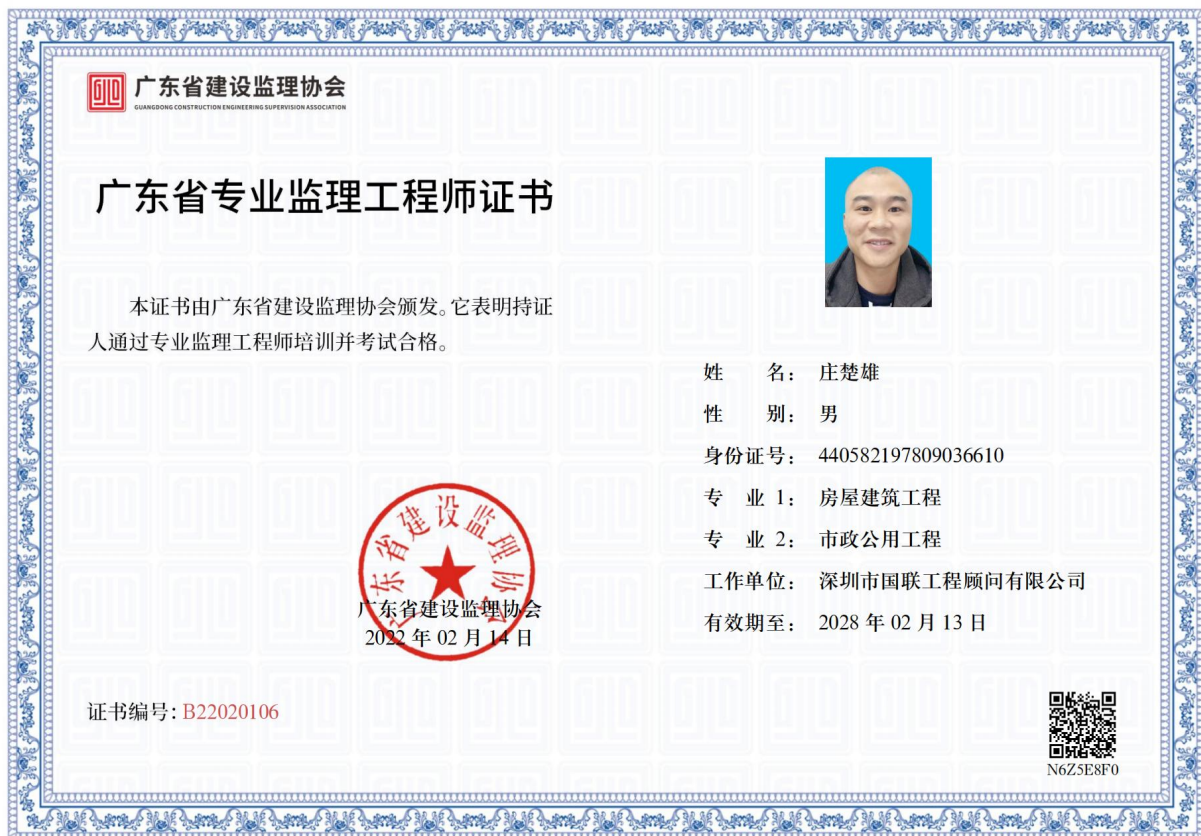 广东省建设监理协会
GUANGDONG CONSTRUCTION ENGINEERING SUPERVISION ASSOCIATION
广东省专业监理工程师证书
本证书由广东省建设监理协会颁发。它表明持证
人通过专业监理工程师培训并考试合格。
姓 名： 庄楚雄
性 别： 男
身份证号： 440582197809036610
专 业 1： 房屋建筑工程
专 业 2： 市政公用工程
工作单位： 深圳市国联工程顾问有限公司
有效期至： 2028 年 02 月 13 日
广东省建设监理协会
广东省建设监理协会
2022 年 02 月 14 日
证书编号: B22020106
N6Z5E8F0